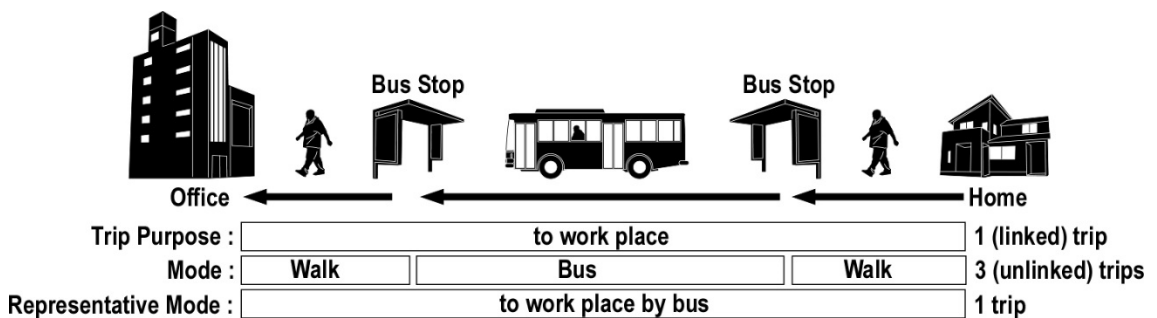 Bus Stop
Bus Stop
Office
Home
Trip Purpose : to work place 1 (linked) trip
Mode : Walk Bus Walk 3 (unlinked) trips
Representative Mode : to work place by bus 1 trip